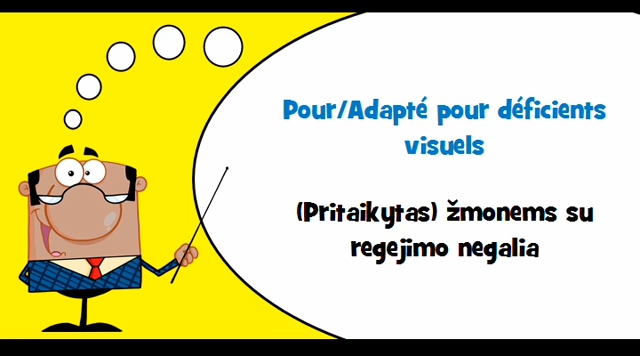 Pour/Adapté pour déficients
visuels
(Pritaikytas) žmonems su
regejimo negalia